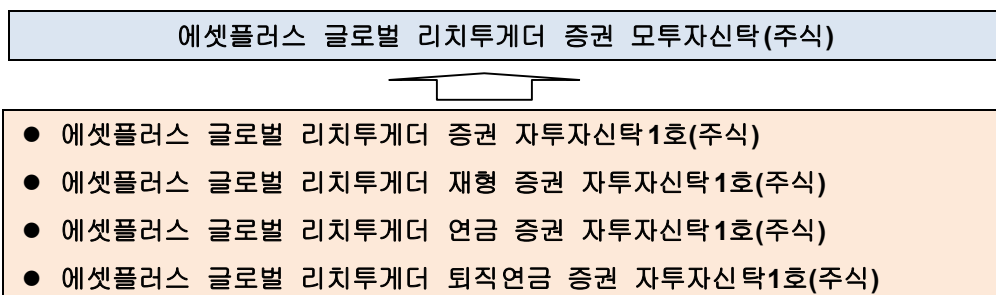 에셋플러스 글로벌 리치투게더 증권 모투자신탁(주식)
● 에셋플러스 글로벌 리치투게더 증권 자투자신탁1호(주식)
● 에셋플러스 글로벌 리치투게더 재형 증권 자투자신탁1호(주식)
● 에셋플러스 글로벌 리치투게더 연금 증권 자투자신탁1호(주식)
● 에셋플러스 글로벌 리치투게더 퇴직연금 증권 자투자신탁1호(주식)